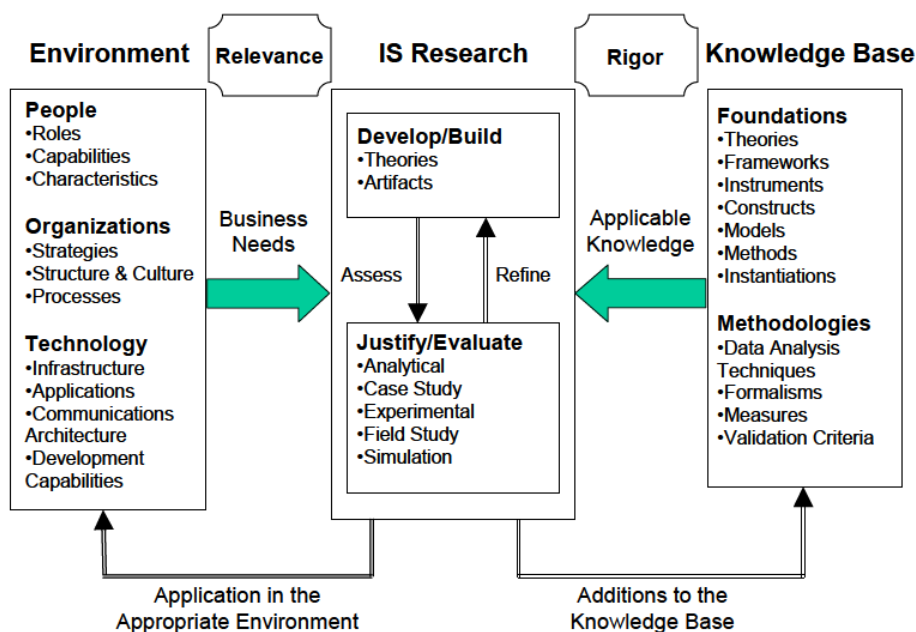 Environment
Relevance
IS Research
Rigor
Knowledge Base
People
•Roles
•Capabilities
•Characteristics
Organizations
•Strategies
•Structure & Culture
•Processes
Technology
•Infrastructure
•Applications
•Communications
Architecture
•Development
Capabilities
Business
Needs
Develop/Build
•Theories
•Artifacts
Assess
Refine
Justify/Evaluate
•Analytical
•Case Study
•Experimental
•Field Study
•Simulation
Applicable
Knowledge
Foundations
•Theories
•Frameworks
•Instruments
•Constructs
•Models
•Methods
•Instantiations
Methodologies
•Data Analysis
Techniques
•Formalisms
•Measures
•Validation Criteria
Application in the
Appropriate Environment
Additions to the
Knowledge Base